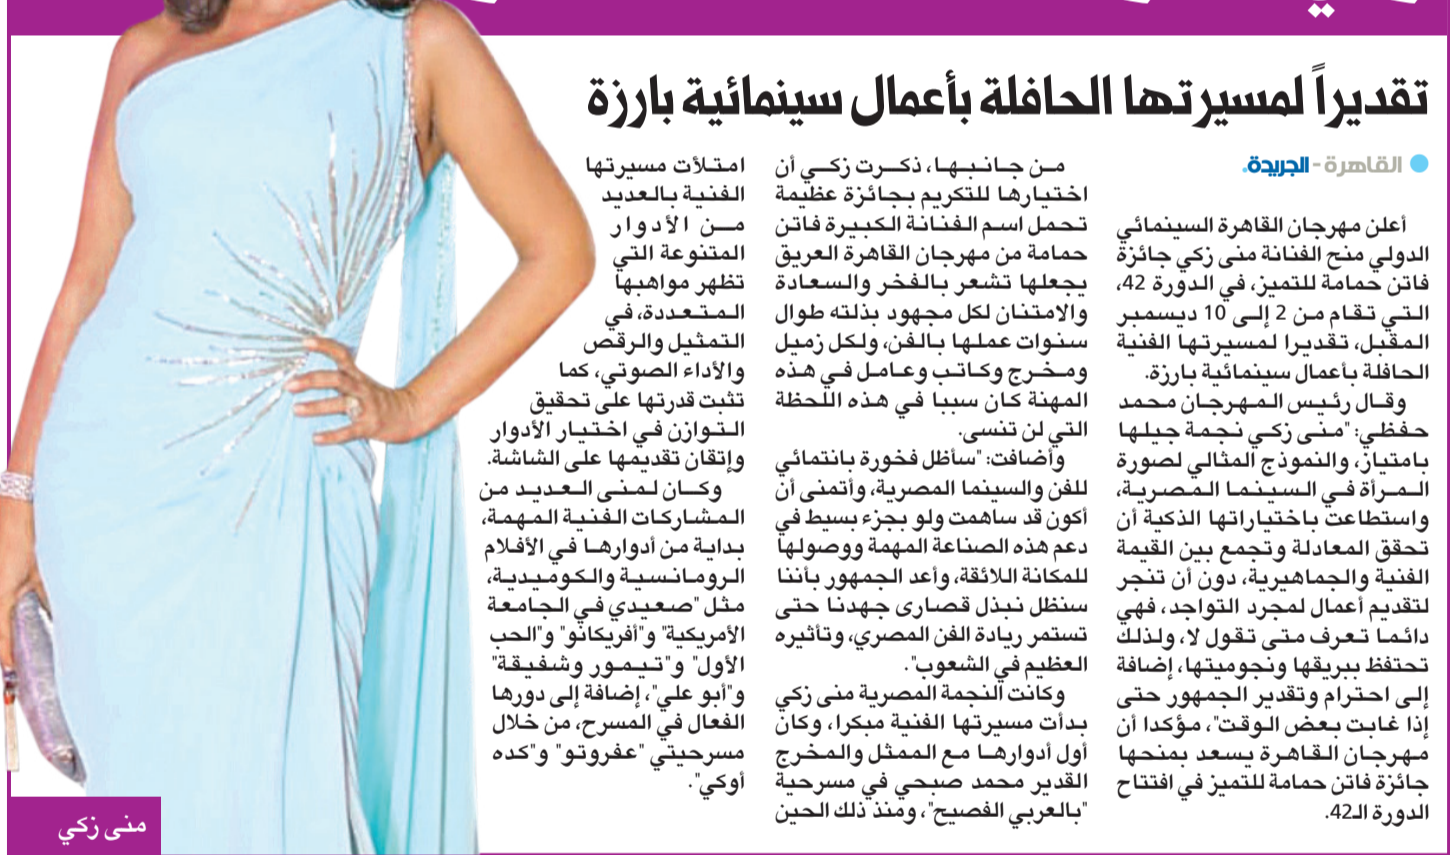 تقديراً لمسيرتها الحافلة بأعمال سينمائية بارزة
القاهرة - الجريدة.
أعلن مهرجان القاهرة السينمائي
الدولي منح الفنانة منى زكي جائزة
فاتن حمامة للتميز، في الدورة 42،
التي تقام من 2 إلى 10 ديسمبر
المقبل، تقديرا لمسيرتها الفنية
الحافلة بأعمال سينمائية بارزة.
وقال رئيس المهرجان محمد
حفظي: "منى زكي نجمة جيلها
بامتياز، والنموذج المثالي لصورة
المرأة في السينما المصرية،
واستطاعت باختياراتها الذكية أن
تحقق المعادلة وتجمع بين القيمة
الفنية والجماهيرية، دون أن تنجر
لتقديم أعمال لمجرد التواجد، فهي
دائما تعرف متى تقول لا، ولذلك
تحتفظ ببريقها ونجوميتها، إضافة
إلى احترام وتقدير الجمهور حتى
إذا غابت بعض الوقت"، مؤكدا أن
مهرجان القاهرة يسعد بمنحها
جائزة فاتن حمامة للتميز في افتتاح
الدورة الـ42.
من جانبها، ذكرت زكي أن
اختيارها للتكريم بجائزة عظيمة
تحمل اسم الفنانة الكبيرة فاتن
حمامة من مهرجان القاهرة العريق
يجعلها تشعر بالفخر والسعادة
والامتنان لكل مجهود بذلته طوال
سنوات عملها بالفن، ولكل زميل
ومخرج وكاتب وعامل في هذه
المهنة كان سببا في هذه اللحظة
التي لن تنسى.
وأضافت: "سأظل فخورة بانتمائي
للفن والسينما المصرية، وأتمنى أن
أكون قد ساهمت ولو بجزء بسيط في
دعم هذه الصناعة المهمة ووصولها
للمكانة اللائقة، وأعد الجمهور بأننا
سنظل نبذل قصارى جهدنا حتى
تستمر ريادة الفن المصري، وتأثيره
العظيم في الشعوب".
وكانت النجمة المصرية منى زكي
بدأت مسيرتها الفنية مبكرا، وكان
أول أدوارها مع الممثل والمخرج
القدير محمد صبحي في مسرحية
"بالعربي الفصيح"، ومنذ ذلك الحين
امتلأت مسيرتها
الفنية بالعديد
من الأدوار
المتنوعة التي
تظهر مواهبها
المتعددة، في
التمثيل والرقص
والأداء الصوتي، كما
تثبت قدرتها على تحقيق
التوازن في اختيار الأدوار
وإتقان تقديمها على الشاشة.
وكان لمنى العديد من
المشاركات الفنية المهمة،
بداية من أدوارها في الأفلام
الرومانسية والكوميدية،
مثل "صعيدي في الجامعة
الأمريكية" و"أفريكانو" و"الحب
الأول" و"تيمور وشفيقة"
و"أبو علي"، إضافة إلى دورها
الفعال في المسرح، من خلال
مسرحيتي "عفروتو" و"كده
أوكي".
منى زكي